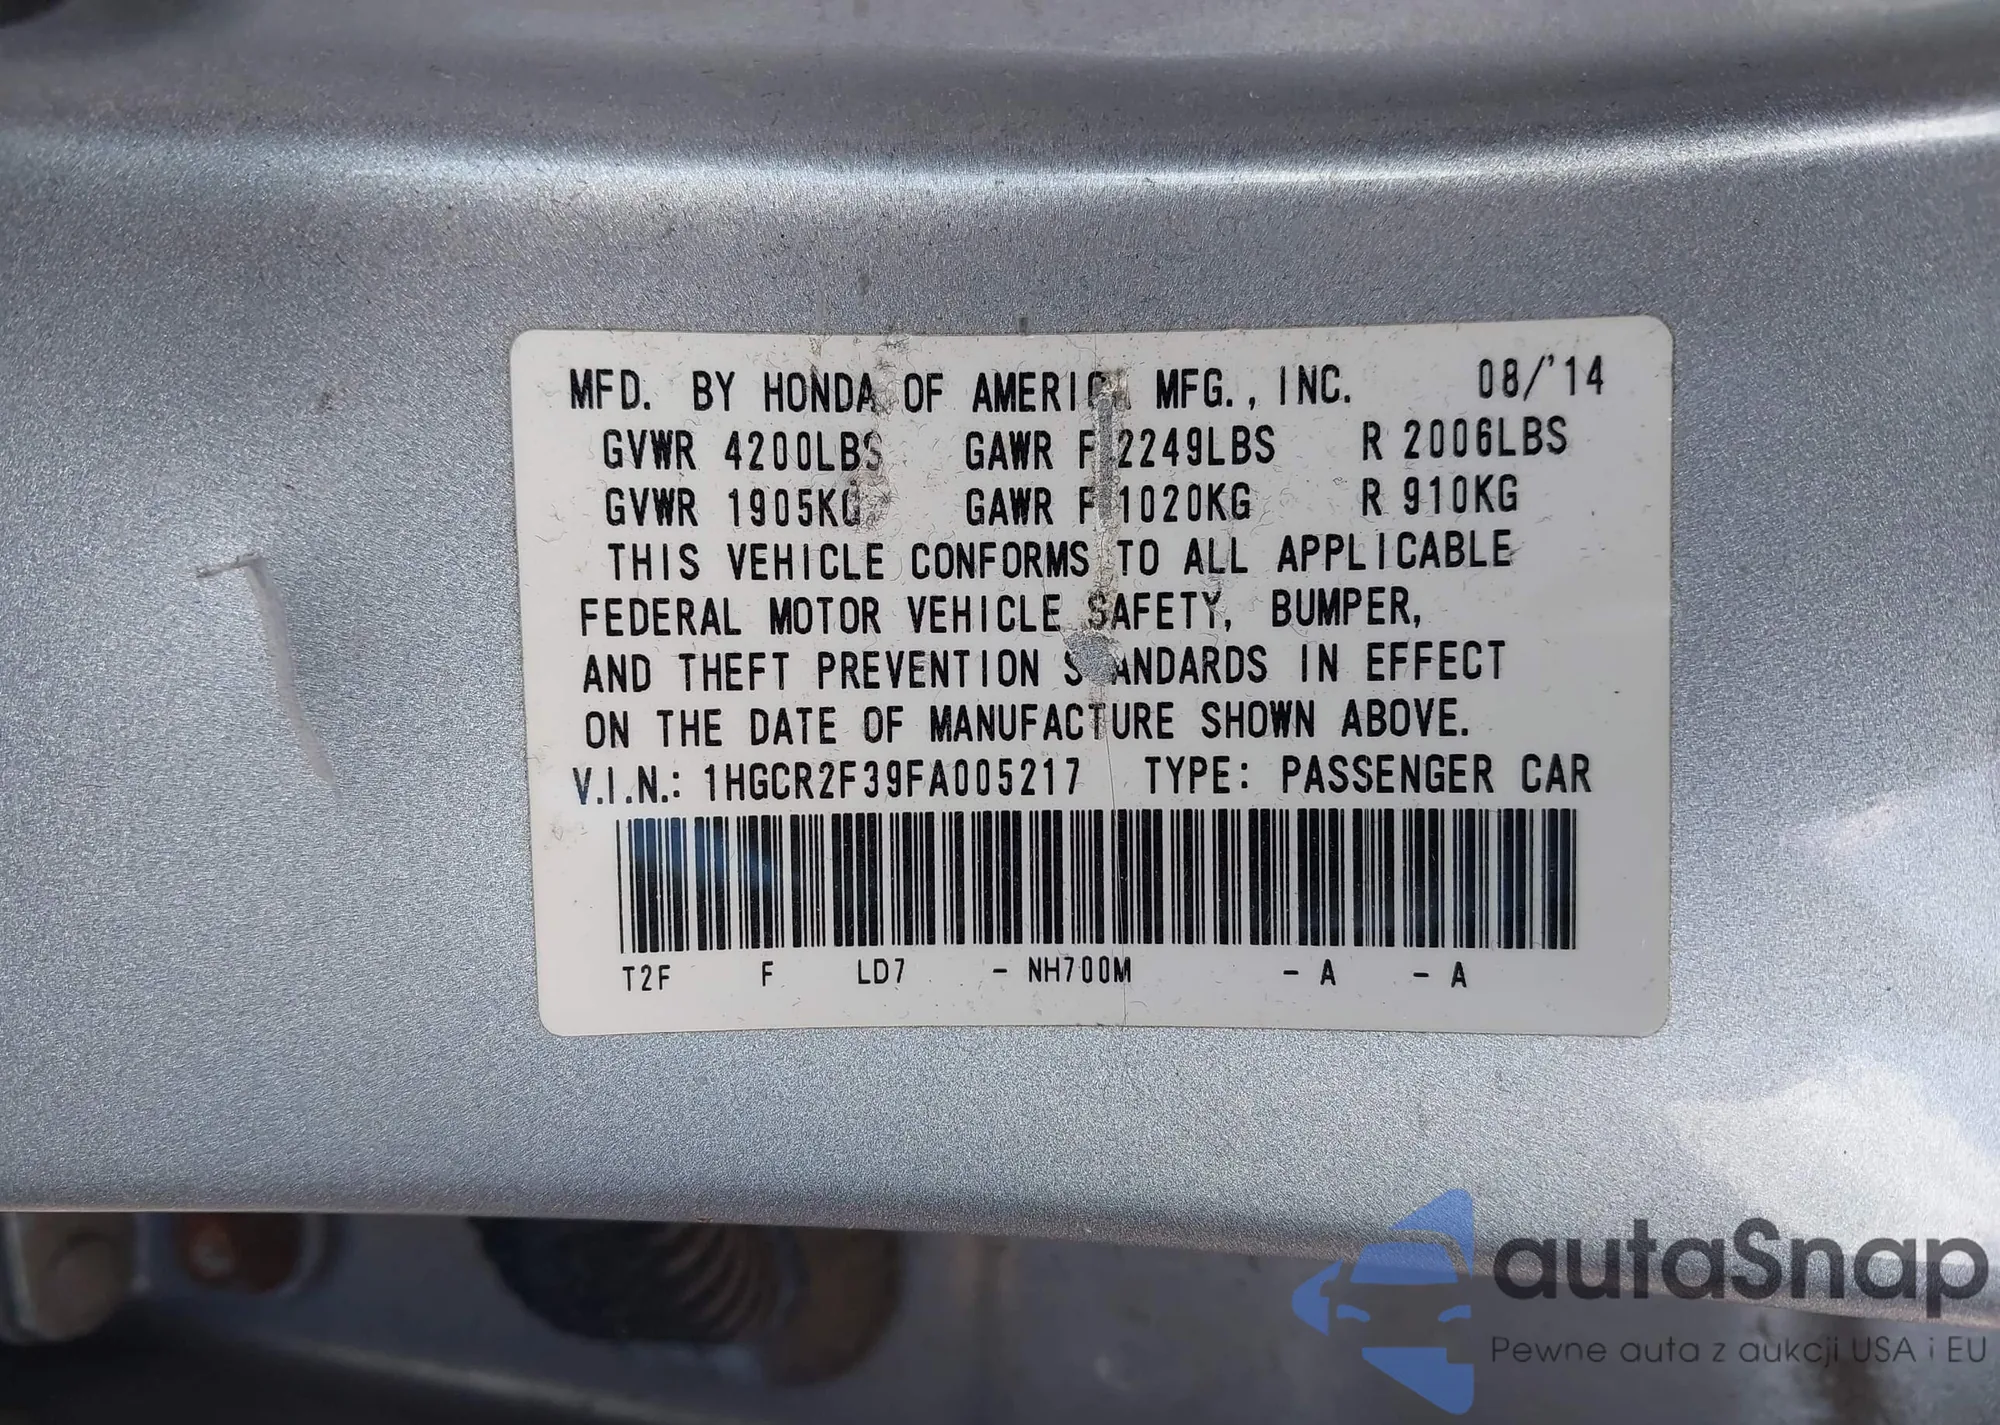 MFD. BY HONDA OF AMERICA MFG., INC. 08/'14
GVWR 4200LBS GAWR F 2249LBS R 2006LBS
GVWR 1905KG GAWR F 1020KG R 910KG
THIS VEHICLE CONFORMS TO ALL APPLICABLE
FEDERAL MOTOR VEHICLE SAFETY, BUMPER,
AND THEFT PREVENTION STANDARDS IN EFFECT
ON THE DATE OF MANUFACTURE SHOWN ABOVE.
V.I.N.: 1HGCR2F39FA005217 TYPE: PASSENGER CAR
T2F F LD7 - NH700M - A - A
autaSnap
Pewne auta z aukcji USA i EU